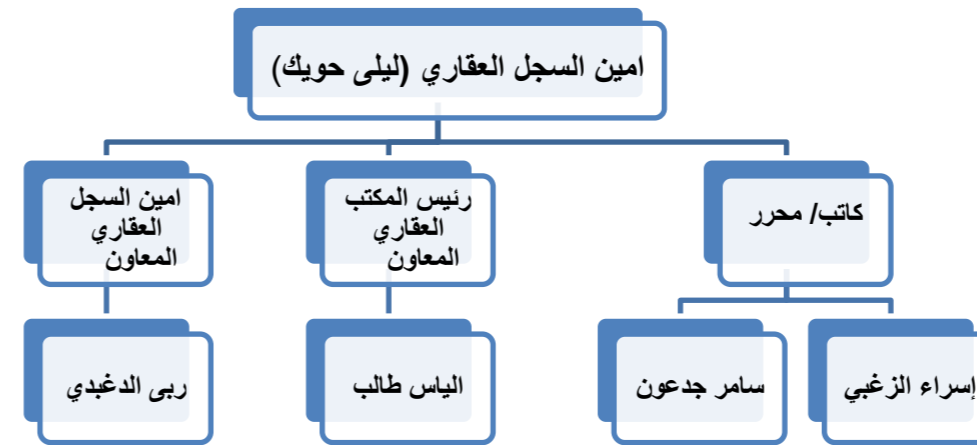 امين السجل العقاري (ليلى حويك)
كاتب/ محرر
رئيس المكتب
العقاري
المعاون
امين السجل
العقاري
المعاون
إسراء الزغبي
سامر جدعون
الياس طالب
ربى الدغبدي